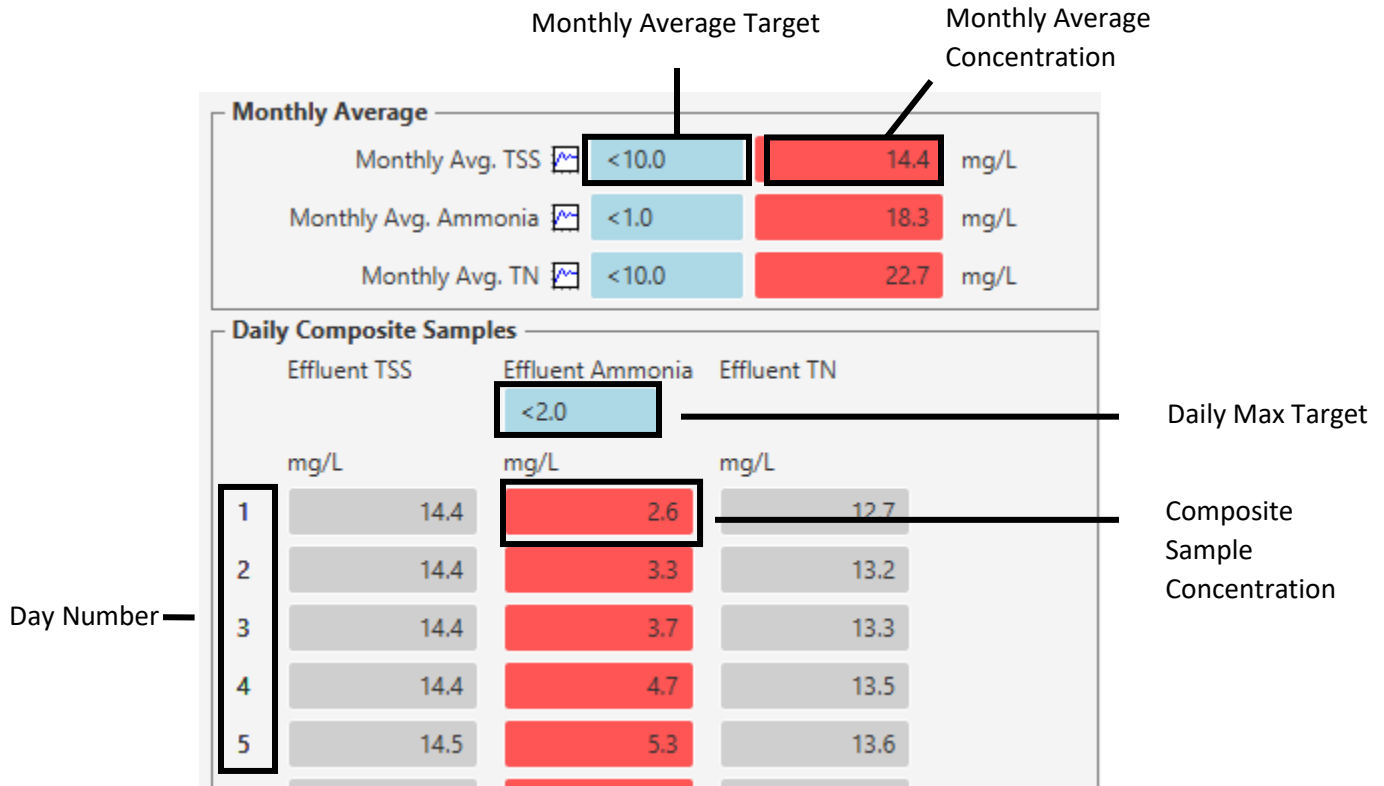 Monthly Average Target
Monthly Average
Concentration
Monthly Average
Monthly Avg. TSS <10.0 14.4 mg/L
Monthly Avg. Ammonia <1.0 18.3 mg/L
Monthly Avg. TN <10.0 22.7 mg/L
Daily Composite Samples
Effluent TSS Effluent Ammonia Effluent TN
<2.0
Daily Max Target
mg/L mg/L mg/L
1 14.4 2.6 12.7
Composite
Sample
Concentration
2 14.4 3.3 13.2
Day Number
3 14.4 3.7 13.3
4 14.4 4.7 13.5
5 14.5 5.3 13.6